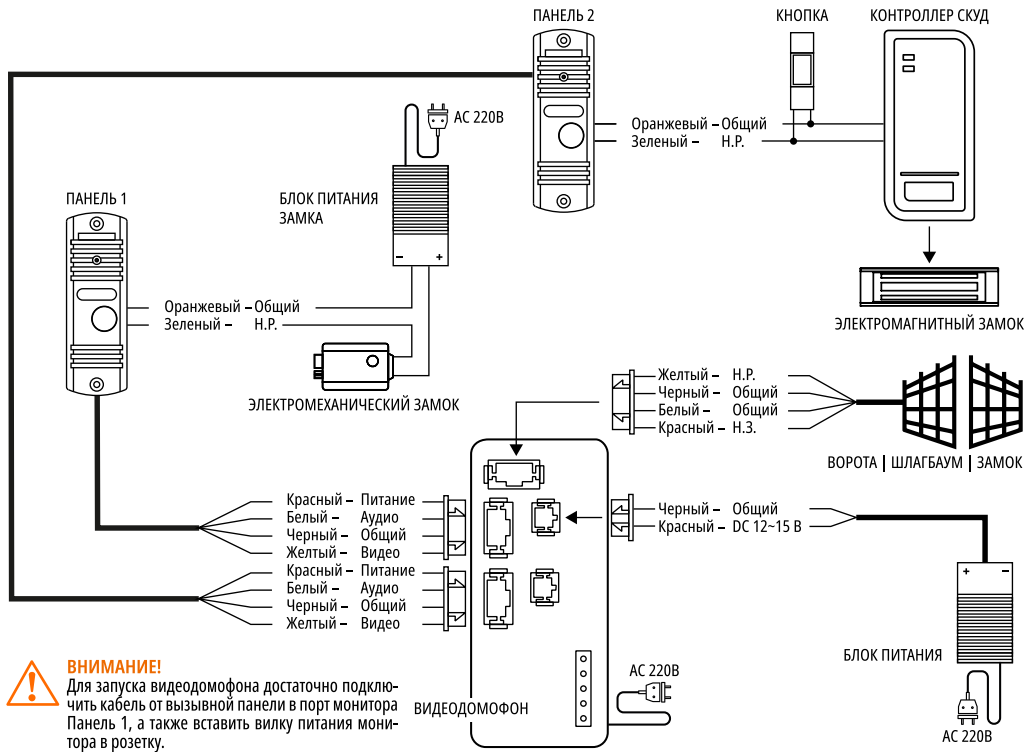 ПАНЕЛЬ 2
КНОПКА
КОНТРОЛЛЕР СКУД
AC 220В
Оранжевый – Общий
Зеленый – Н.Р.
БЛОК ПИТАНИЯ
ЗАМКА
ПАНЕЛЬ 1
– +
Оранжевый – Общий
Зеленый – Н.Р.
ЭЛЕКТРОМАГНИТНЫЙ ЗАМОК
ЭЛЕКТРОМЕХАНИЧЕСКИЙ ЗАМОК
Желтый – Н.Р.
Черный – Общий
Белый – Общий
Красный – Н.З.
ВОРОТА | ШЛАГБАУМ | ЗАМОК
Красный – Питание
Белый – Аудио
Черный – Общий
Желтый – Видео
Красный – Питание
Белый – Аудио
Черный – Общий
Желтый – Видео
Черный – Общий
Красный – DC 12~15 В
+ –
БЛОК ПИТАНИЯ
AC 220В
AC 220В
ВИДЕОДОМОФОН
ВНИМАНИЕ!
Для запуска видеодомофона достаточно подклю-
чить кабель от вызывной панели в порт монитора
Панель 1, а также вставить вилку питания мони-
тора в розетку.